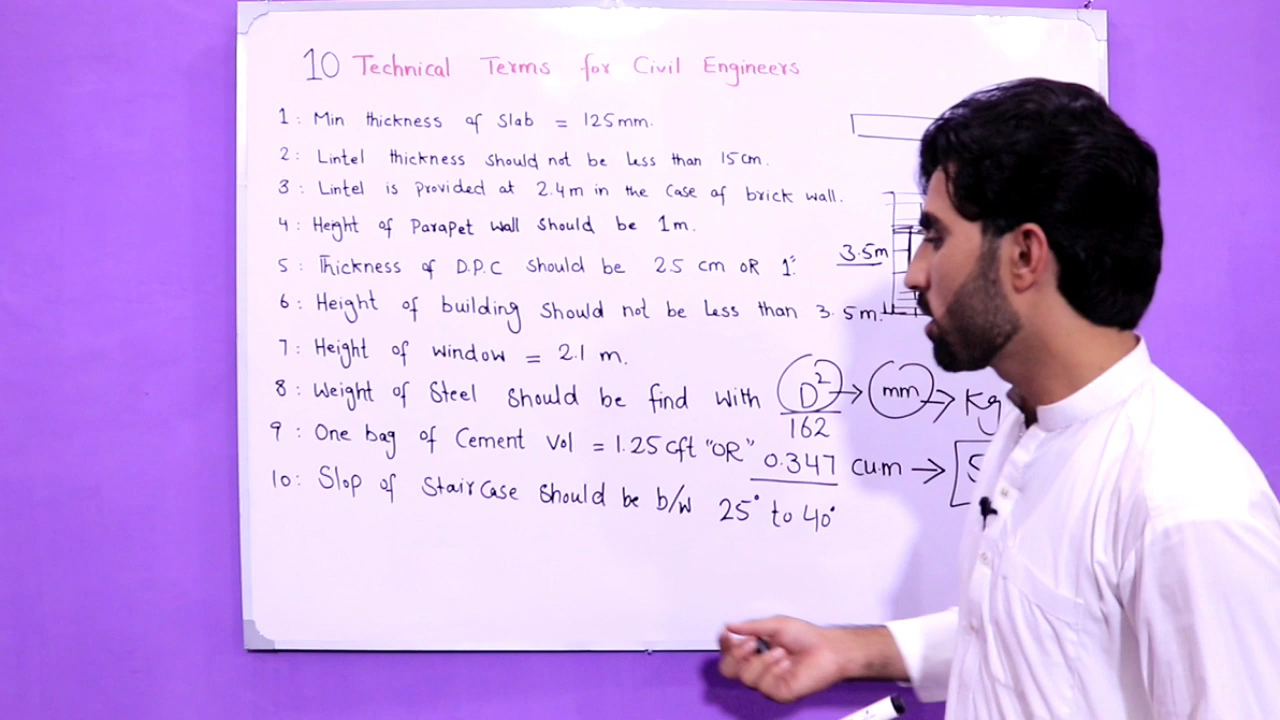 10 Technical Terms for Civil Engineers
1: Min thickness of Slab = 125mm.
2: Lintel thickness should not be less than 15cm.
3: Lintel is provided at 2.4m in the case of brick wall.
4: Height of Parapet wall should be 1m.
5: Thickness of D.P.C should be 2.5 cm OR 1"
3.5m
6: Height of building should not be less than 3.5m.
7: Height of window = 2.1 m.
8: Weight of Steel should be find with D²/162 → mm → Kg
9: One bag of Cement Vol = 1.25 cft "OR" 0.347 cu.m →
10: Slop of StairCase should be b/w 25° to 40°